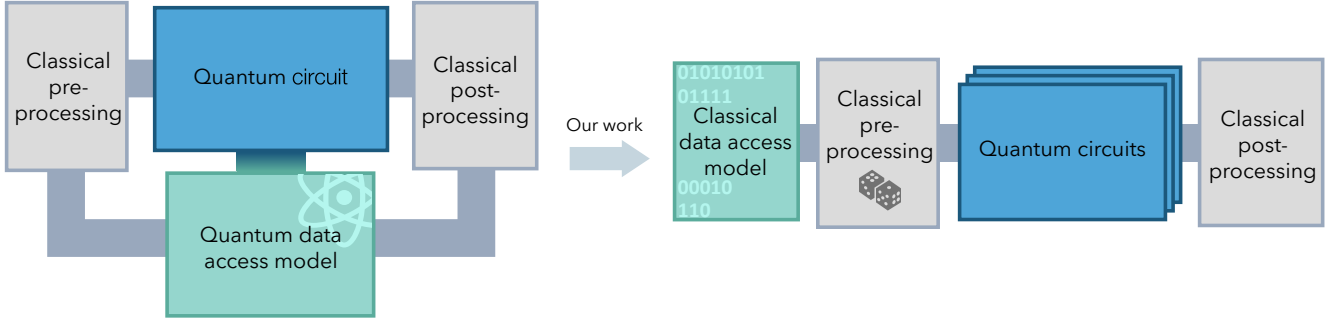 Classical
pre-
processing
Quantum circuit
Classical
post-
processing
Quantum data
access model
Our work
01010101
01111
Classical
data access
model
00010
110
Classical
pre-
processing
Quantum circuits
Classical
post-
processing